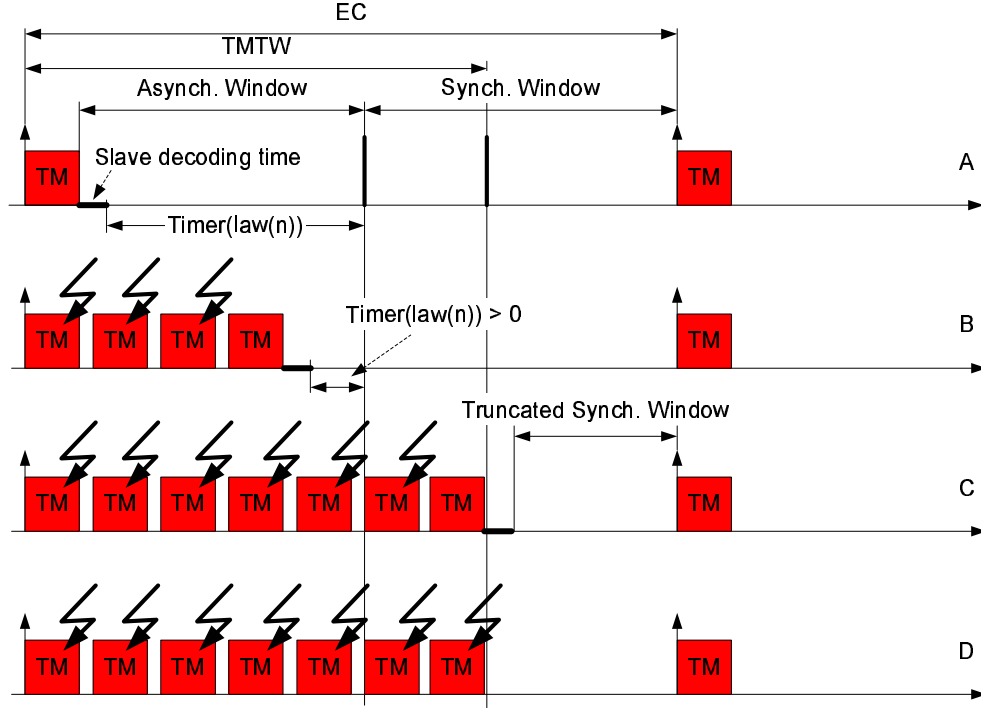 EC
TMTW
Asynch. Window
Synch. Window
Slave decoding time
TM
TM
A
Timer(law(n))
Timer(law(n)) > 0
TM
TM
TM
TM
TM
B
Truncated Synch. Window
TM
TM
TM
TM
TM
TM
TM
TM
C
TM
TM
TM
TM
TM
TM
TM
TM
D